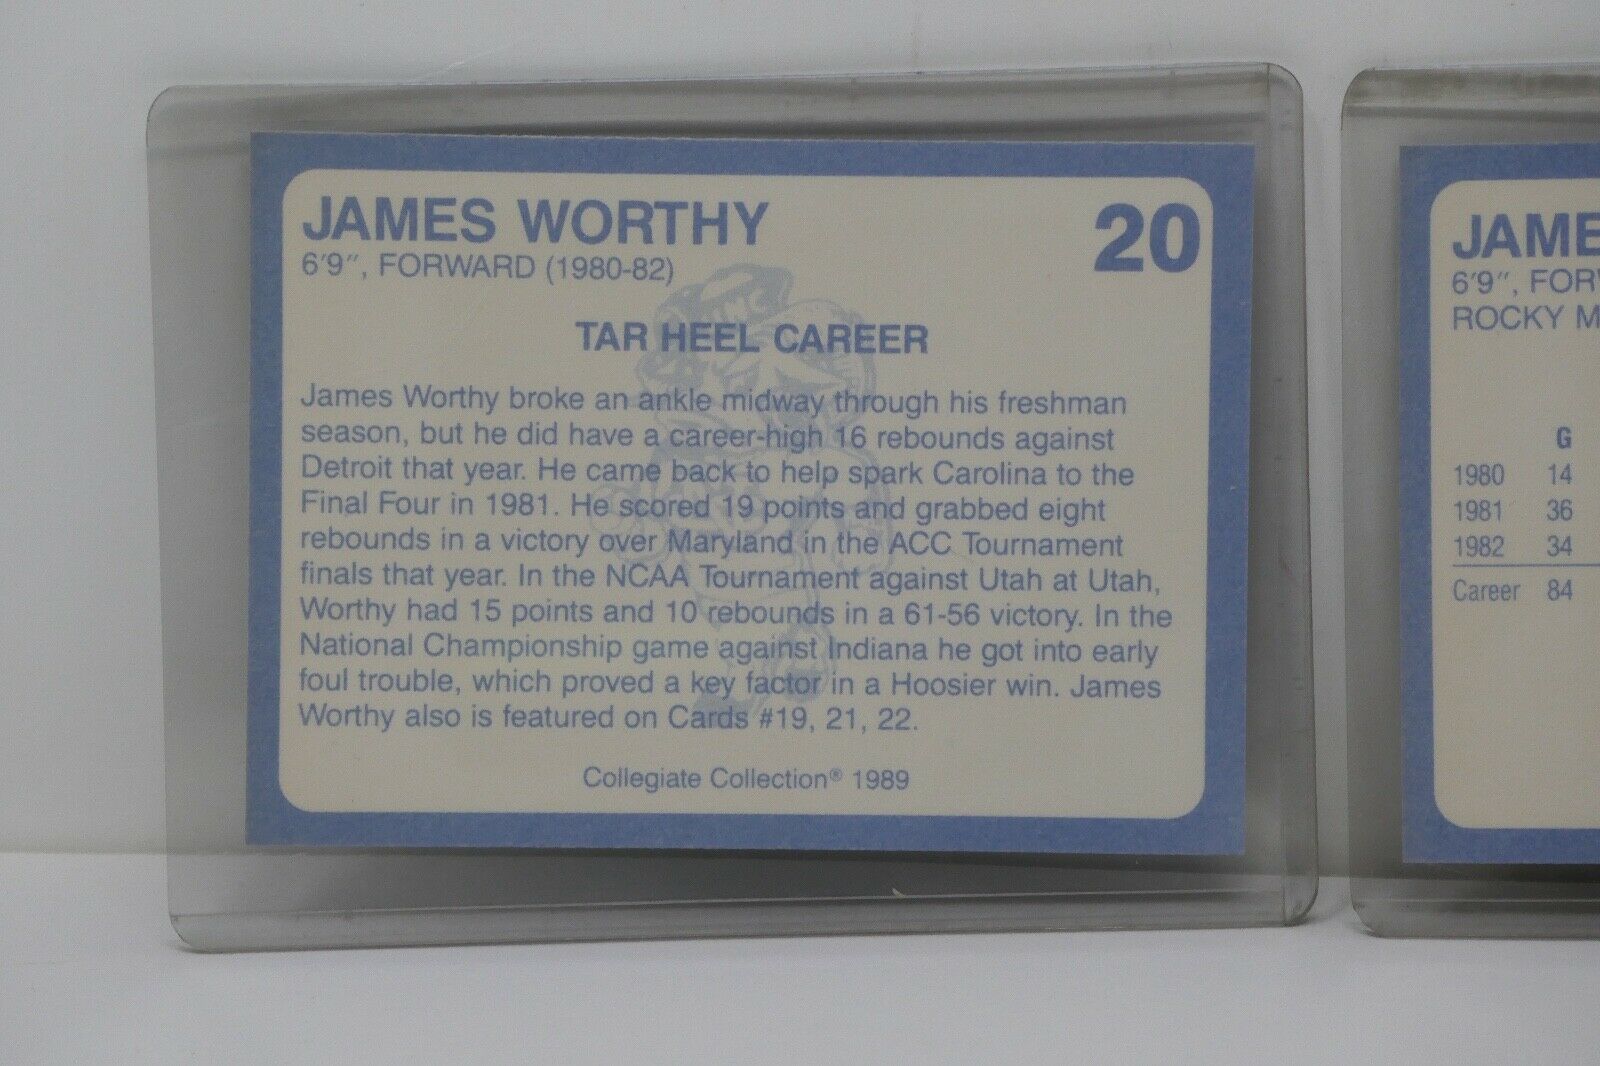 JAMES WORTHY
20
6'9", FORWARD (1980-82)
TAR HEEL CAREER
James Worthy broke an ankle midway through his freshman
season, but he did have a career-high 16 rebounds against
Detroit that year. He came back to help spark Carolina to the
Final Four in 1981. He scored 19 points and grabbed eight
rebounds in a victory over Maryland in the ACC Tournament
finals that year. In the NCAA Tournament against Utah at Utah,
Worthy had 15 points and 10 rebounds in a 61-56 victory. In the
National Championship game against Indiana he got into early
foul trouble, which proved a key factor in a Hoosier win. James
Worthy also is featured on Cards #19, 21, 22.
Collegiate Collection® 1989
JAME
6'9", FOR
ROCKY M
G
1980 14
1981 36
1982 34
Career 84